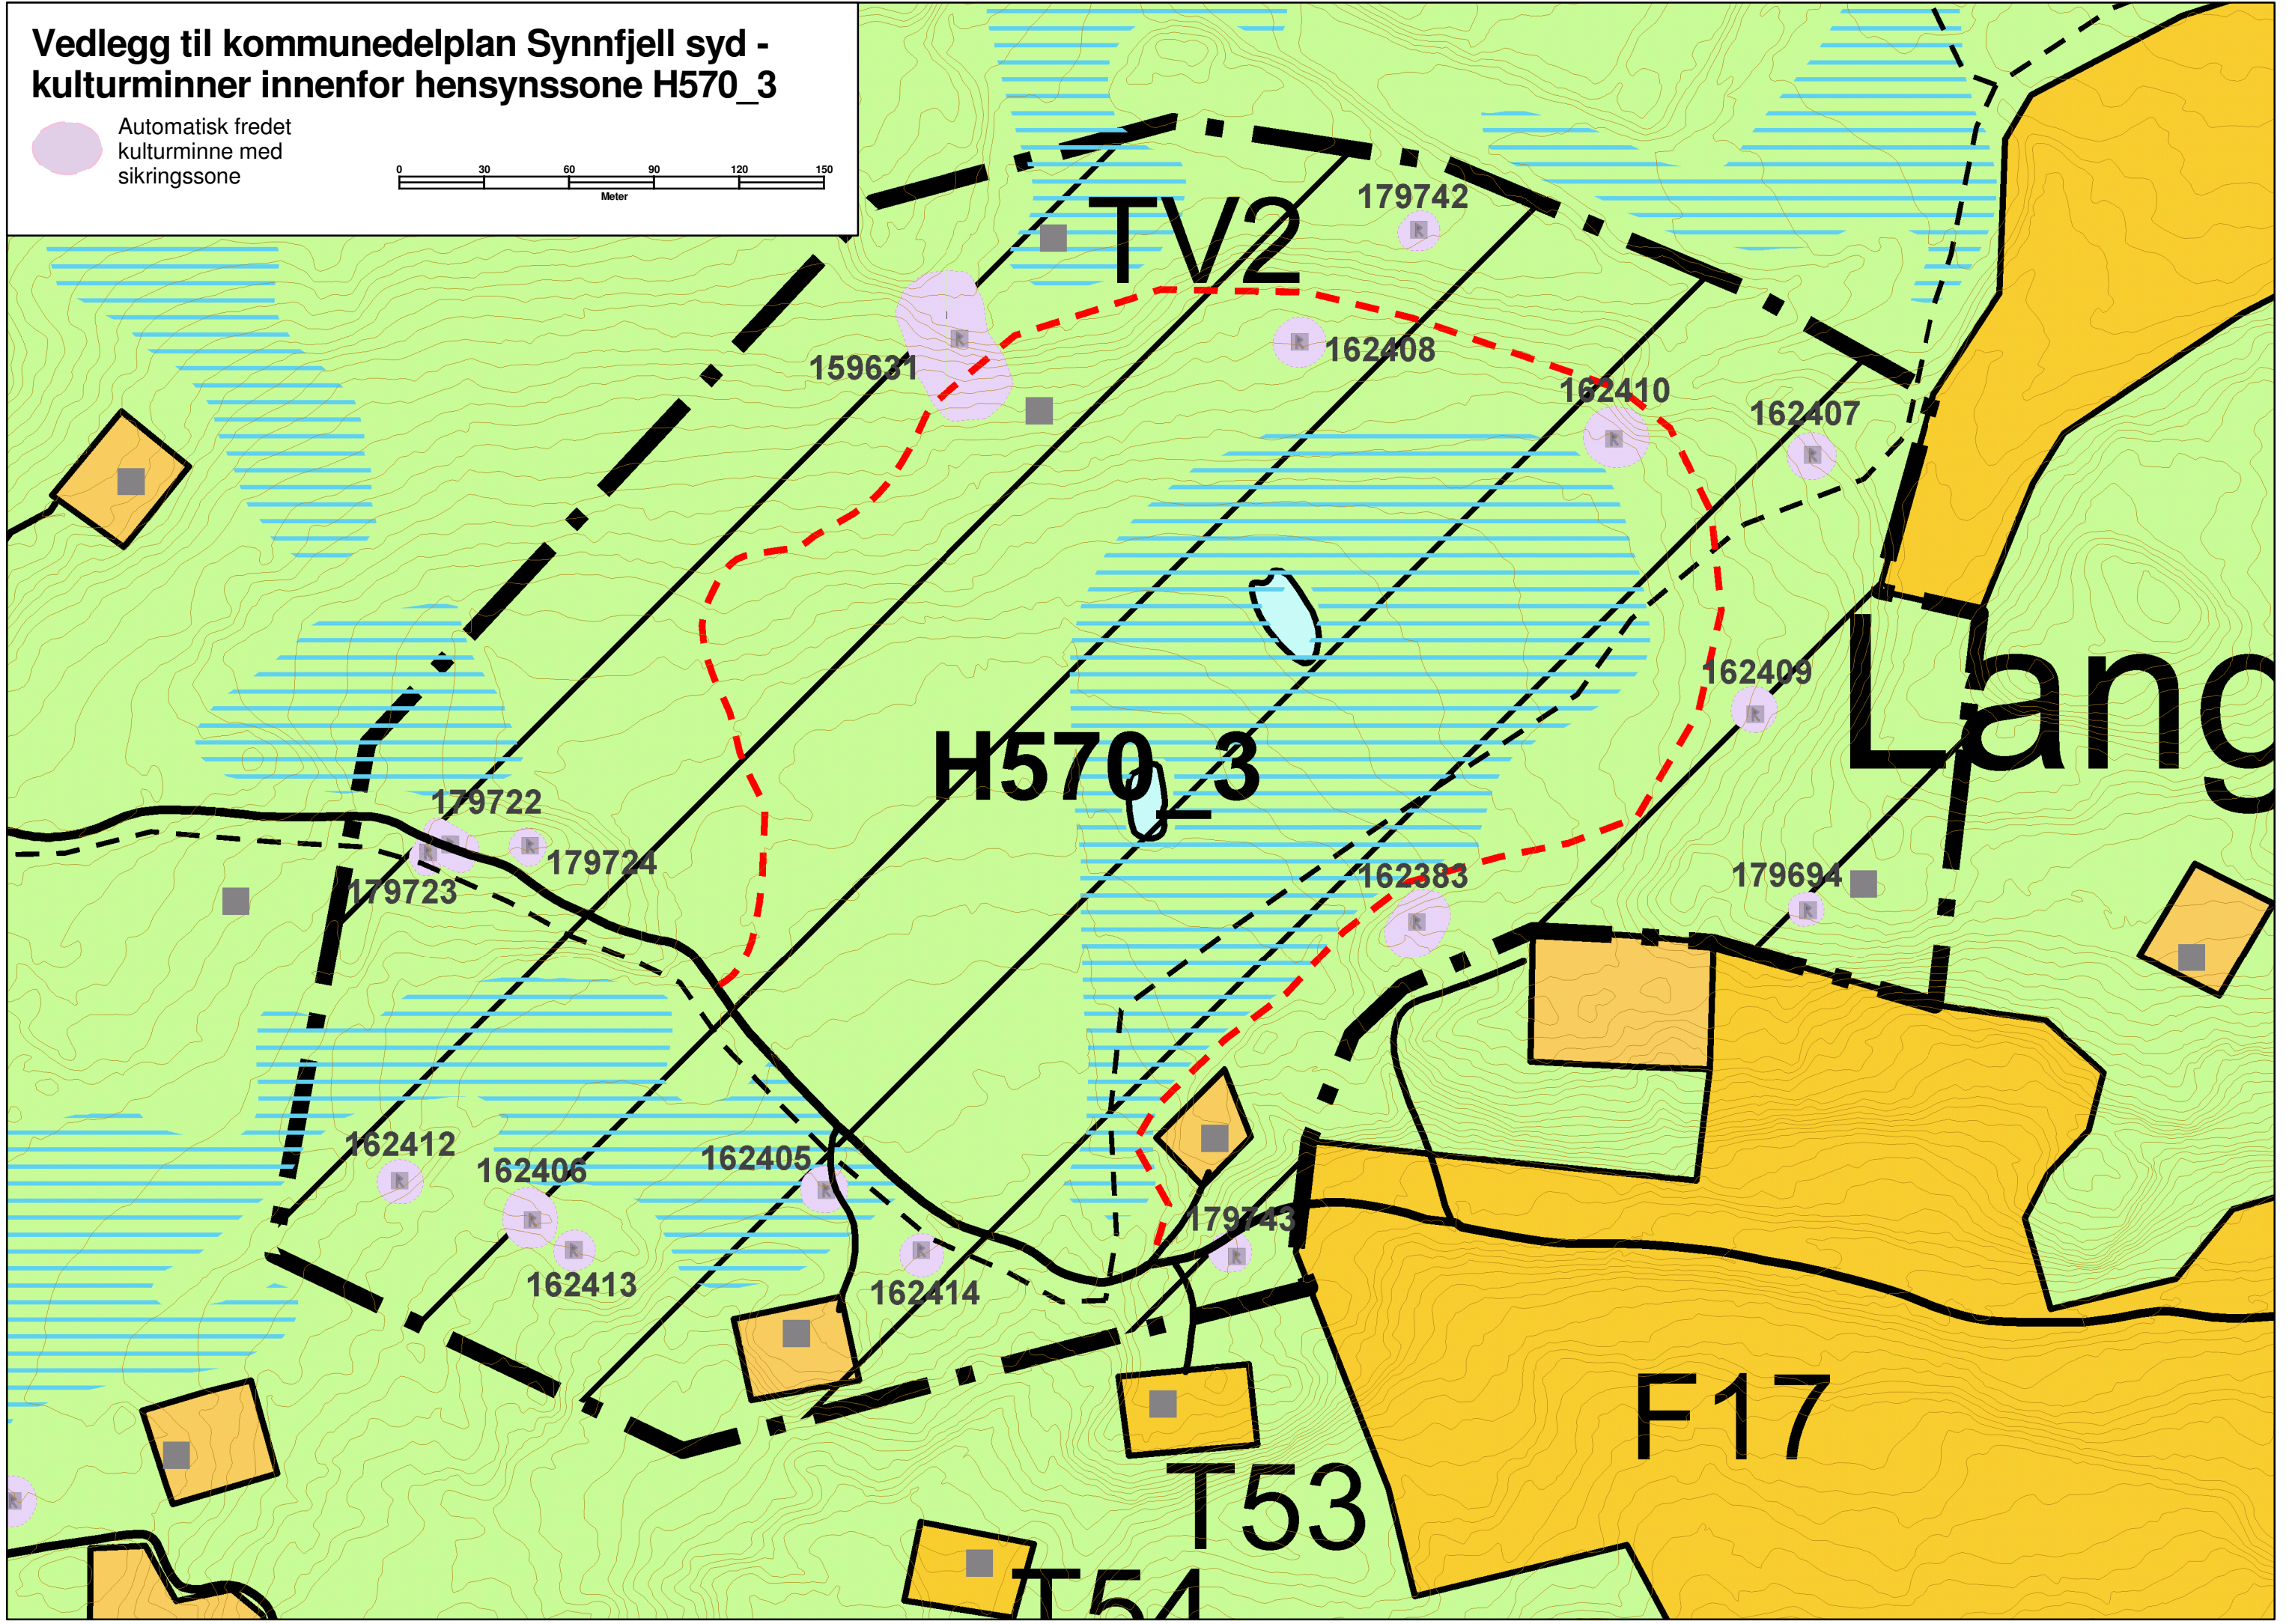 Vedlegg til kommunedelplan Synnfjell syd -
kulturminner innenfor hensynssone H570_3
Automatisk fredet
kulturminne med
sikringssone
0 30 60 90 120 150
Meter
TV2
179742
159631
162408
162410
162407
Lang
162409
H570_3
179722
179724
179723
162383
179694
162412
162406
162405
162413
162414
179743
F17
T53
T54